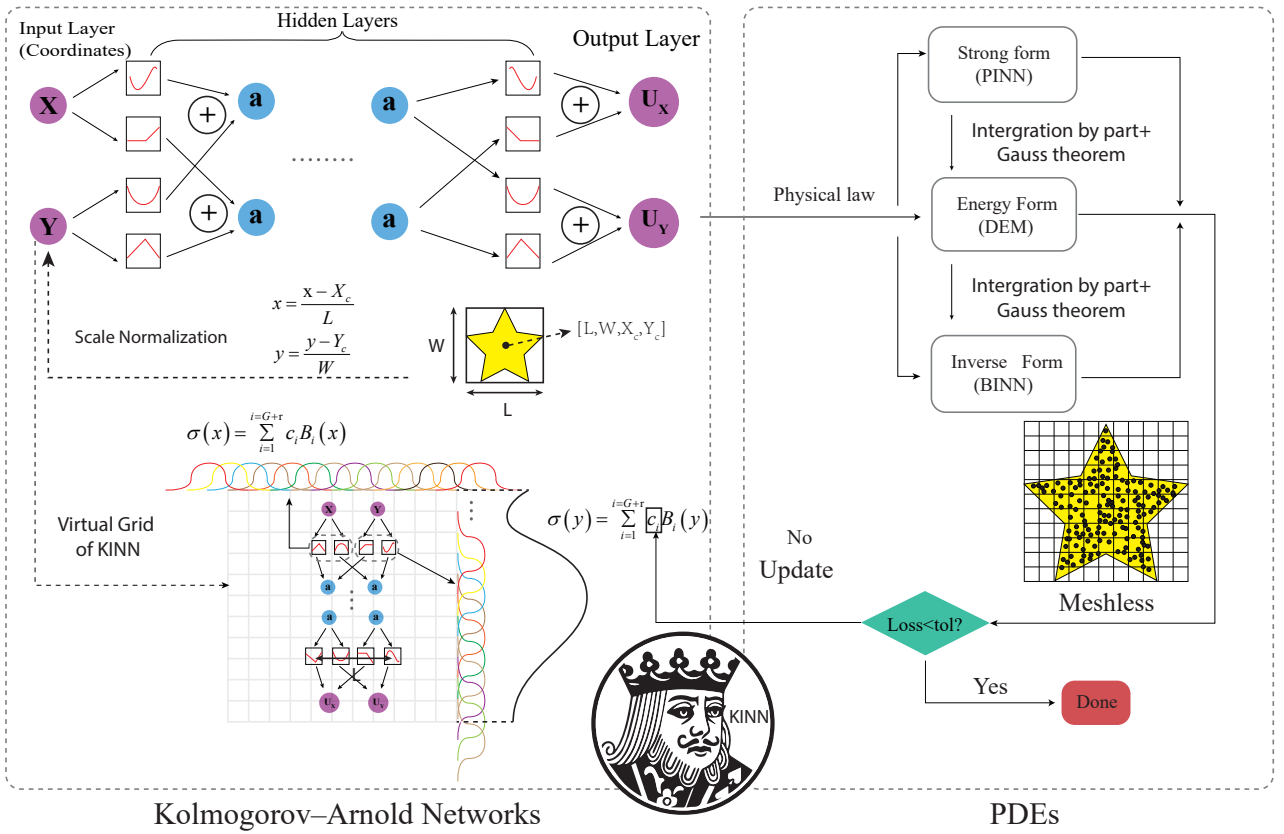 Input Layer
(Coordinates)
Hidden Layers
Output Layer
X
a
a
U_X
+
+
Y
a
a
U_Y
+
+
Scale Normalization
x = (x − X_c) / L
y = (y − Y_c) / W
W
L
[L,W,X_c,Y_c]
σ(x) = ∑_{i=1}^{i=G+r} c_i B_i(x)
Virtual Grid
of KINN
X
Y
a
a
a
a
L
U_X
U_Y
σ(y) = ∑_{i=1}^{i=G+r} c_i B_i(y)
KINN
Kolmogorov–Arnold Networks
Physical law
Strong form
(PINN)
Intergration by part+
Gauss theorem
Energy Form
(DEM)
Intergration by part+
Gauss theorem
Inverse Form
(BINN)
Meshless
No
Update
Loss<tol?
Yes
Done
PDEs